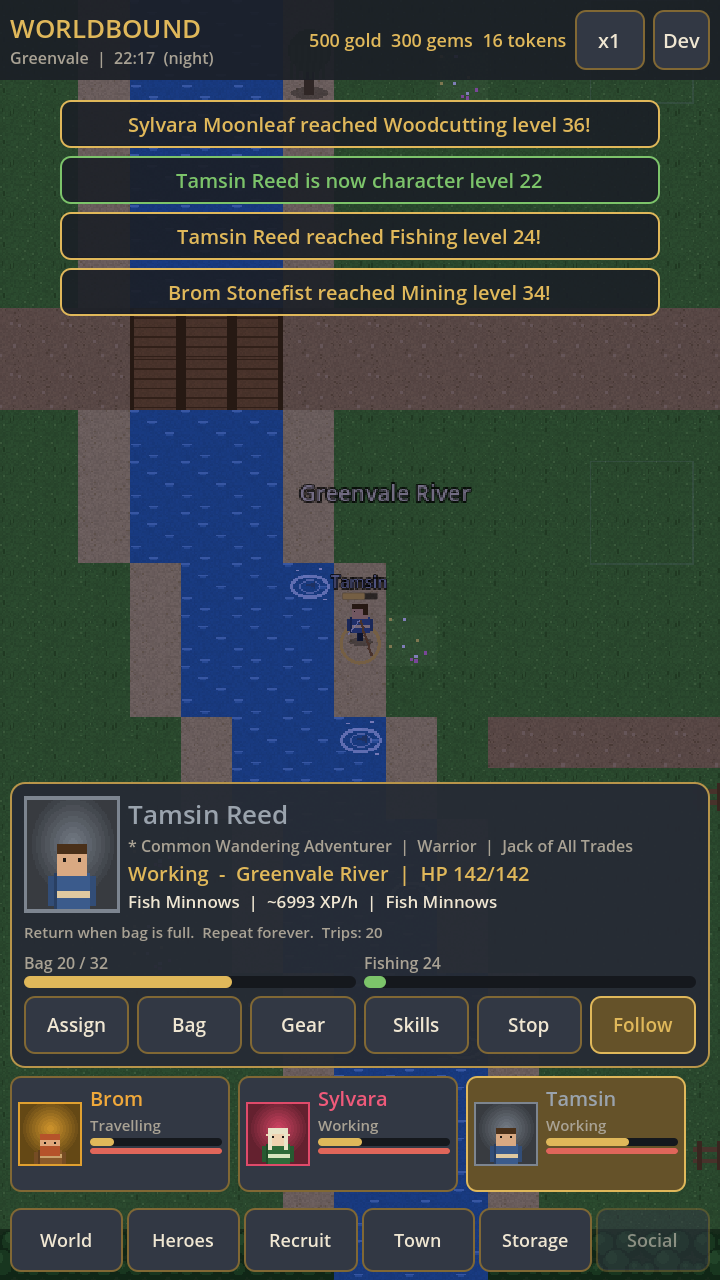 WORLDBOUND
Greenvale | 22:17 (night)
500 gold 300 gems 16 tokens
x1
Dev
Sylvara Moonleaf reached Woodcutting level 36!
Tamsin Reed is now character level 22
Tamsin Reed reached Fishing level 24!
Brom Stonefist reached Mining level 34!
Greenvale River
Tamsin
Tamsin Reed
* Common Wandering Adventurer | Warrior | Jack of All Trades
Working - Greenvale River | HP 142/142
Fish Minnows | ~6993 XP/h | Fish Minnows
Return when bag is full. Repeat forever. Trips: 20
Bag 20 / 32
Fishing 24
Assign
Bag
Gear
Skills
Stop
Follow
Brom
Travelling
Sylvara
Working
Tamsin
Working
World
Heroes
Recruit
Town
Storage
Social